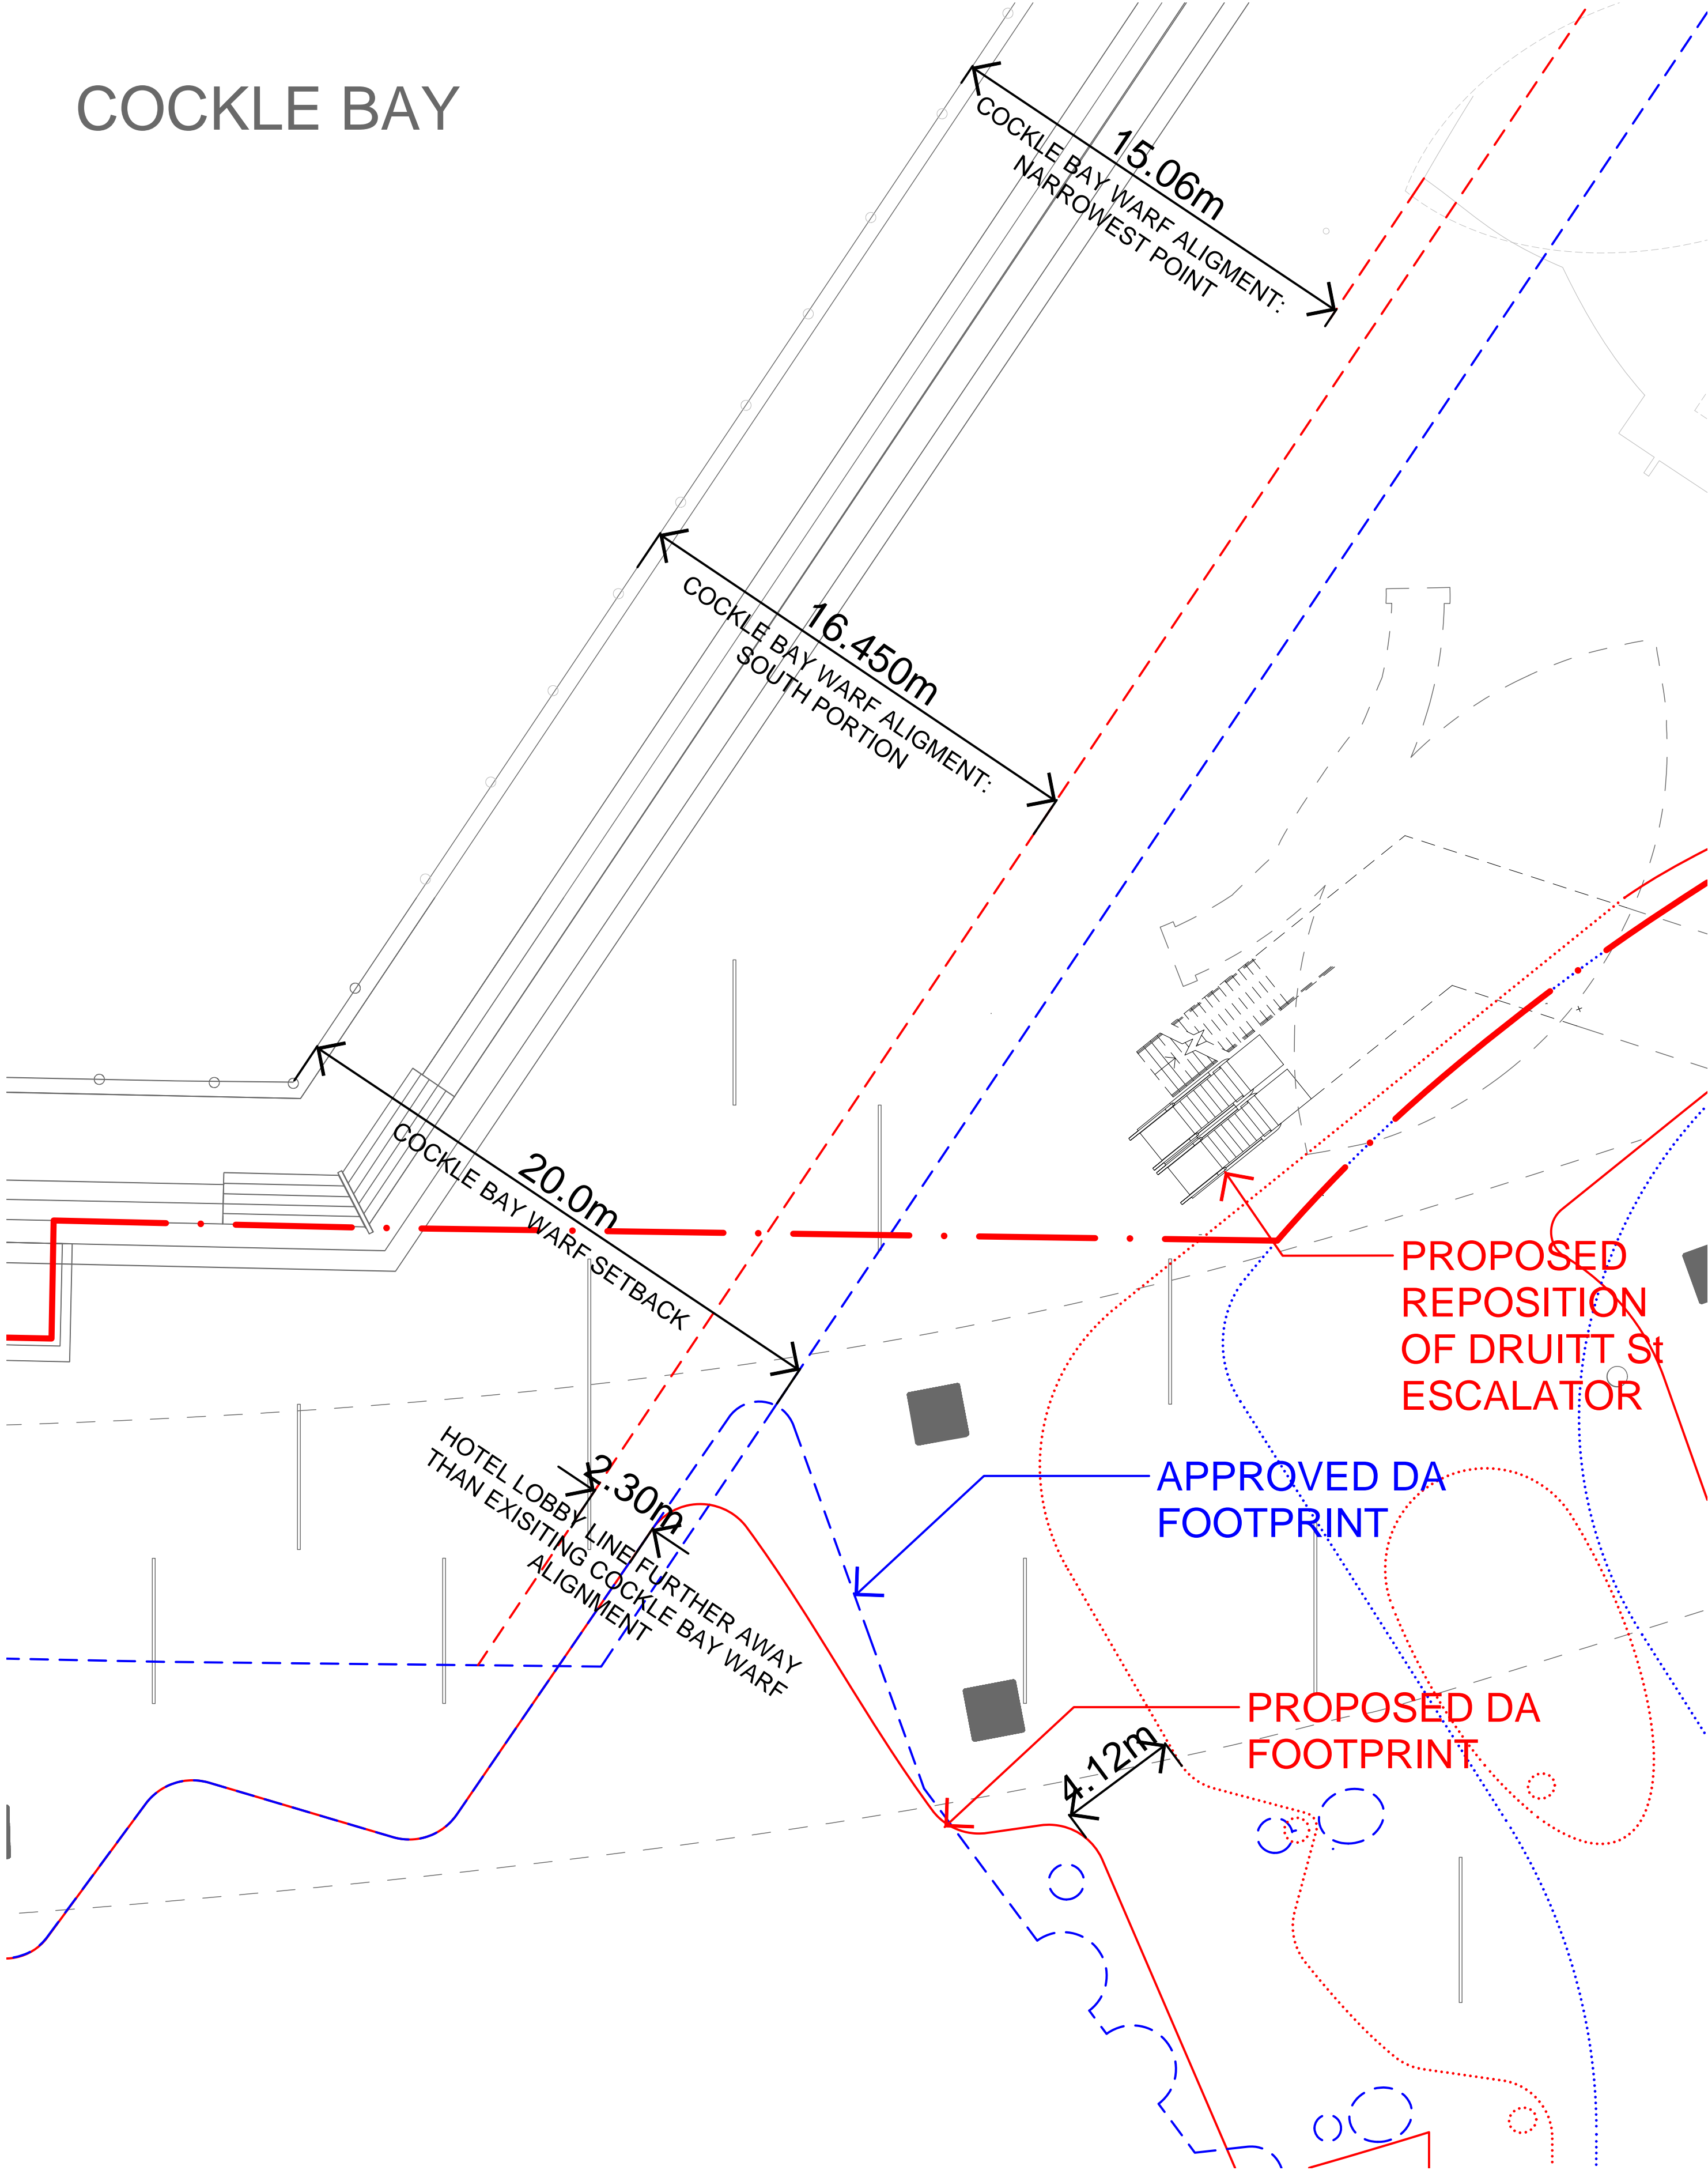 COCKLE BAY
15.06m
COCKLE BAY WARF ALIGMENT:
NARROWEST POINT
16.450m
COCKLE BAY WARF ALIGMENT:
SOUTH PORTION
20.0m
COCKLE BAY WARF SETBACK
PROPOSED
REPOSITION
OF DRUITT St
ESCALATOR
2.30m
HOTEL LOBBY LINE FURTHER AWAY
THAN EXISITING COCKLE BAY WARF
ALIGNMENT
APPROVED DA
FOOTPRINT
PROPOSED DA
FOOTPRINT
4.12m